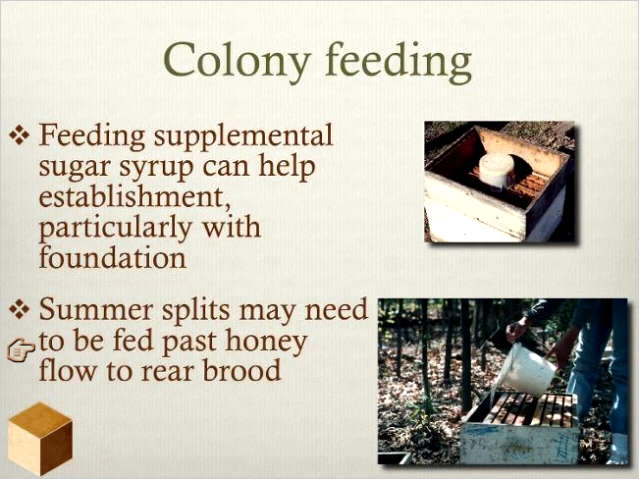 Colony feeding
❖ Feeding supplemental
sugar syrup can help
establishment,
particularly with
foundation
❖ Summer splits may need
to be fed past honey
flow to rear brood